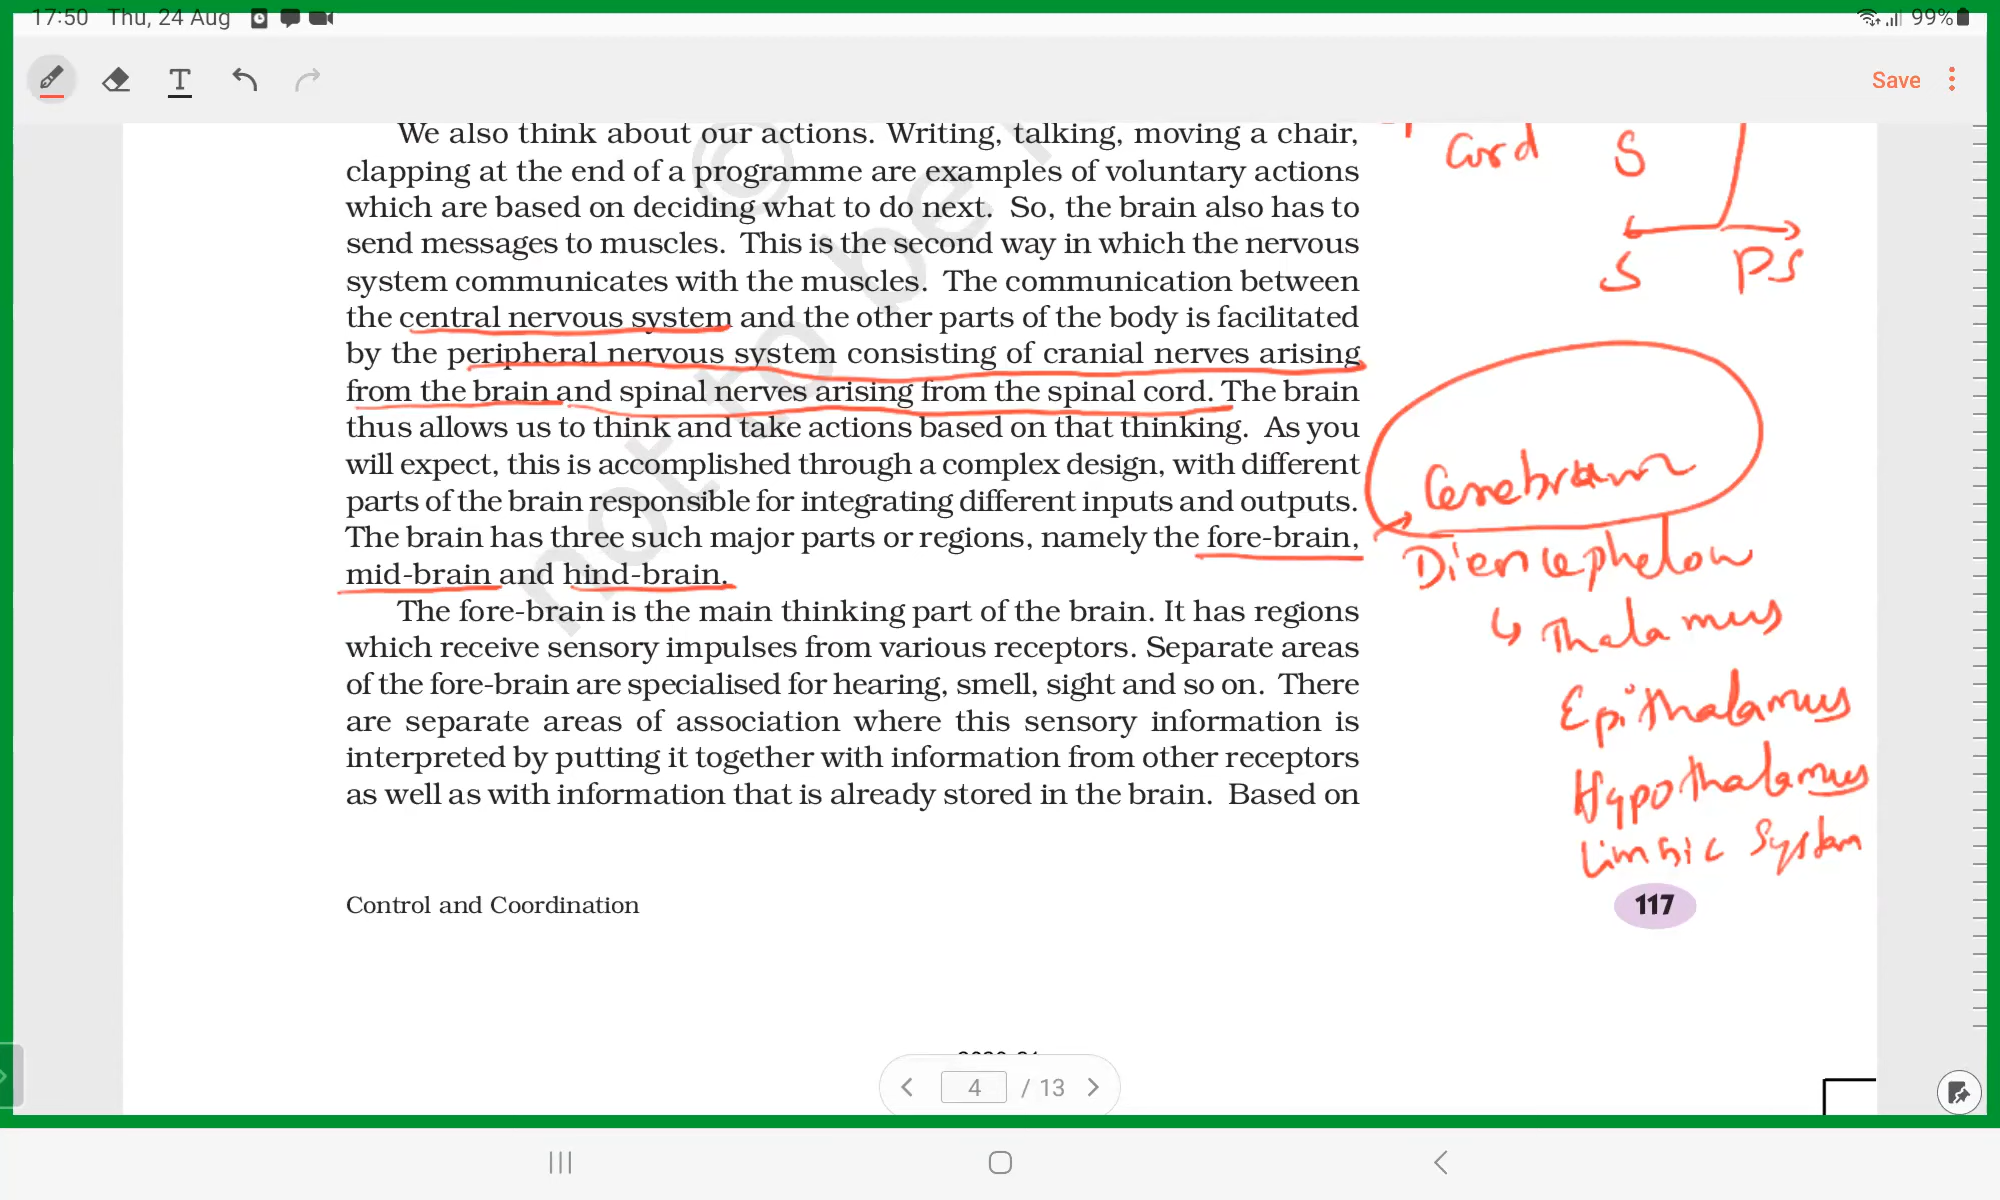 17:50 Thu, 24 Aug
99%
T
Save
We also think about our actions. Writing, talking, moving a chair,
clapping at the end of a programme are examples of voluntary actions
which are based on deciding what to do next. So, the brain also has to
send messages to muscles. This is the second way in which the nervous
system communicates with the muscles. The communication between
the central nervous system and the other parts of the body is facilitated
by the peripheral nervous system consisting of cranial nerves arising
from the brain and spinal nerves arising from the spinal cord. The brain
thus allows us to think and take actions based on that thinking. As you
will expect, this is accomplished through a complex design, with different
parts of the brain responsible for integrating different inputs and outputs.
The brain has three such major parts or regions, namely the fore-brain,
mid-brain and hind-brain.
The fore-brain is the main thinking part of the brain. It has regions
which receive sensory impulses from various receptors. Separate areas
of the fore-brain are specialised for hearing, smell, sight and so on. There
are separate areas of association where this sensory information is
interpreted by putting it together with information from other receptors
as well as with information that is already stored in the brain. Based on
Cord S
S PS
Cerebrum
Diencephelon
Thalamus
Epithalamus
Hypothalamus
Limbic System
© not to be
Control and Coordination
117
4 / 13